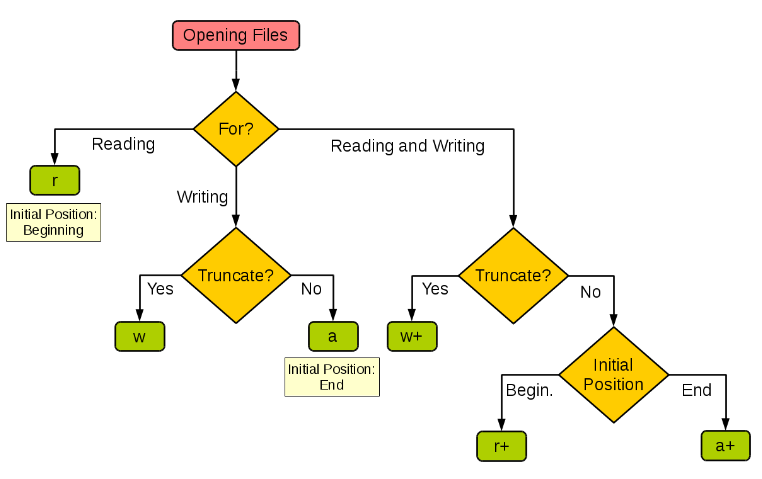 Opening Files
For?
Reading
Reading and Writing
r
Writing
Initial Position:
Beginning
Truncate?
Truncate?
Yes
No
Yes
No
w
a
w+
Initial Position:
End
Initial
Position
Begin.
End
r+
a+